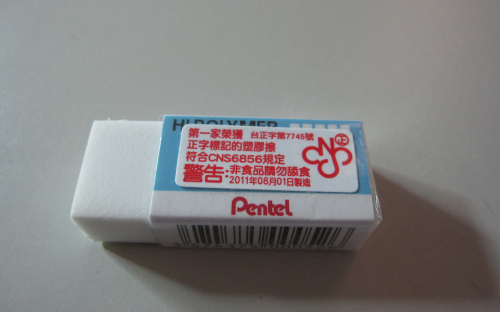 HI-POLYMER
第一家榮獲 台正字第7745號
正字標記的塑膠擦
符合CNS6856規定
警告:非食品請勿舔食
2011年08月01日製造
CNS
Pentel